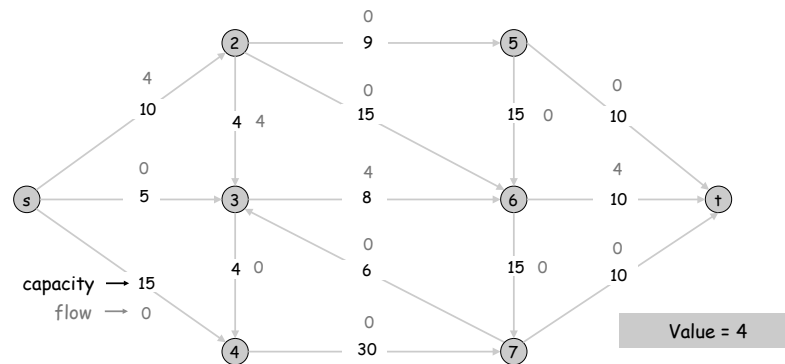 0
2 9 5
4 0 0
10 15 10
4 4 15 0
0 4 4
s 5 3 8 6 10 t
0 0
4 0 6 15 0 10
capacity 15
flow 0
0 Value = 4
4 30 7